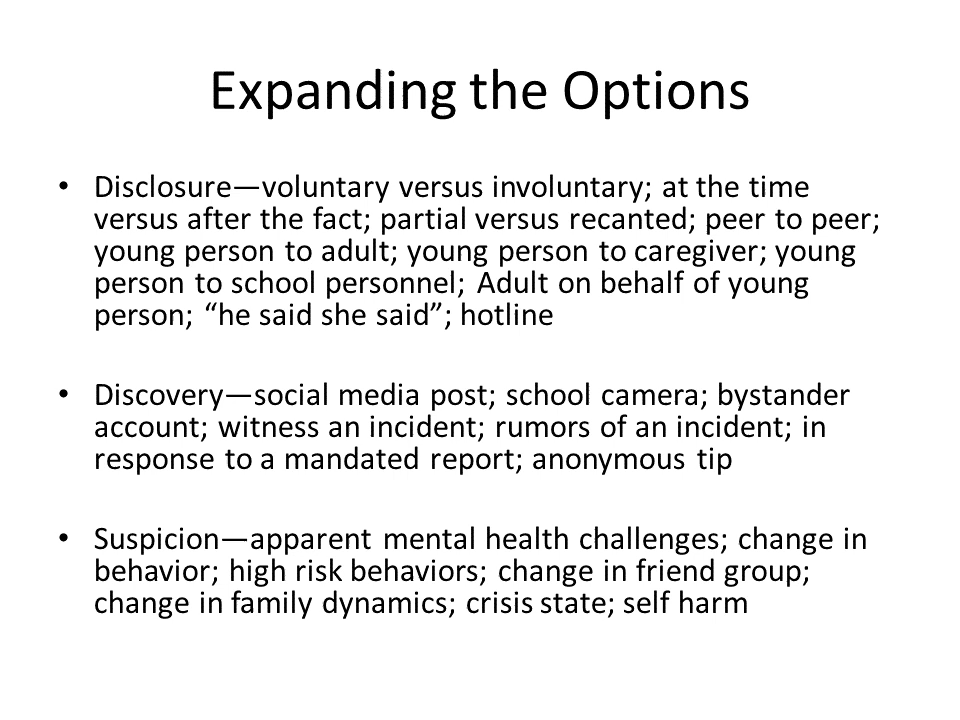 Expanding the Options
• Disclosure—voluntary versus involuntary; at the time
versus after the fact; partial versus recanted; peer to peer;
young person to adult; young person to caregiver; young
person to school personnel; Adult on behalf of young
person; “he said she said”; hotline
• Discovery—social media post; school camera; bystander
account; witness an incident; rumors of an incident; in
response to a mandated report; anonymous tip
• Suspicion—apparent mental health challenges; change in
behavior; high risk behaviors; change in friend group;
change in family dynamics; crisis state; self harm